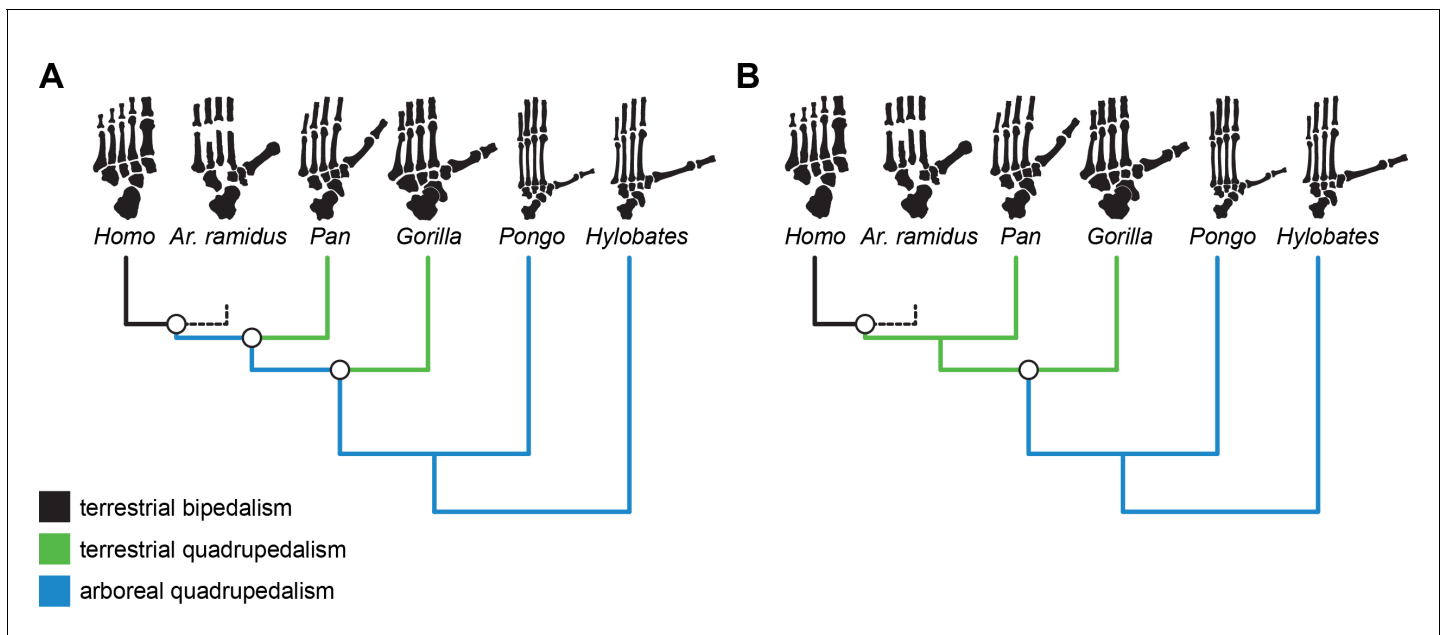 A
B
Homo Ar. ramidus Pan Gorilla Pongo Hylobates
Homo Ar. ramidus Pan Gorilla Pongo Hylobates
terrestrial bipedalism
terrestrial quadrupedalism
arboreal quadrupedalism